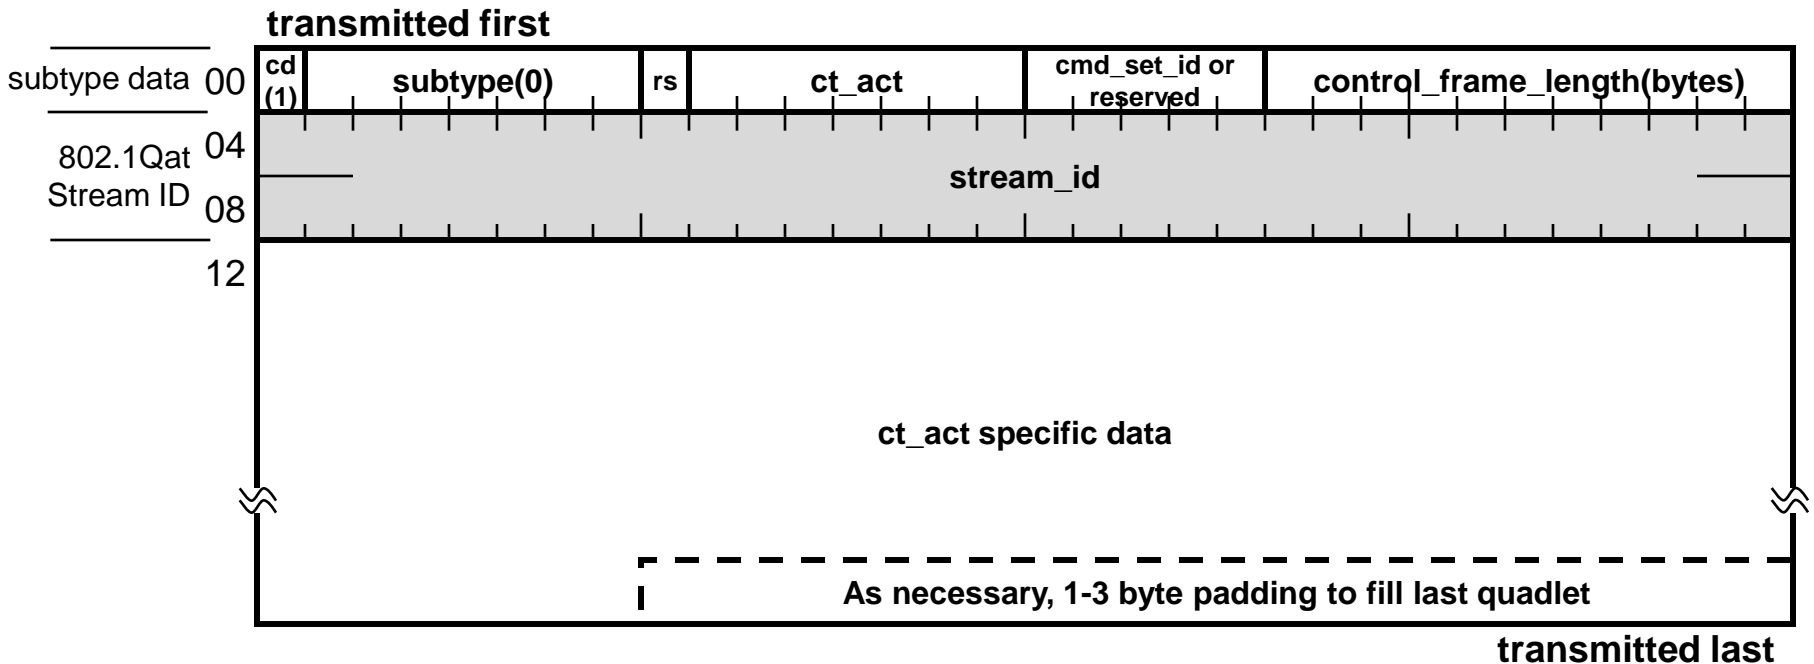 transmitted first
subtype data 00 cd (1) subtype(0) rs ct_act cmd_set_id or reserved control_frame_length(bytes)
802.1Qat Stream ID
04
08
stream_id
12
ct_act specific data
As necessary, 1-3 byte padding to fill last quadlet
transmitted last